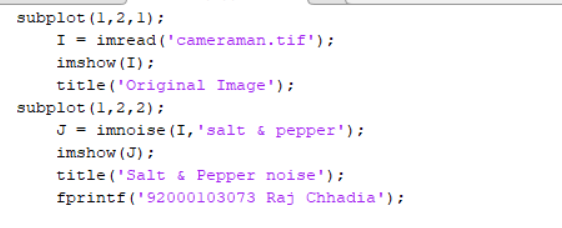 subplot(1,2,1);
I = imread('cameraman.tif');
imshow(I);
title('Original Image');
subplot(1,2,2);
J = imnoise(I,'salt & pepper');
imshow(J);
title('Salt & Pepper noise');
fprintf('92000103073 Raj Chhadia');